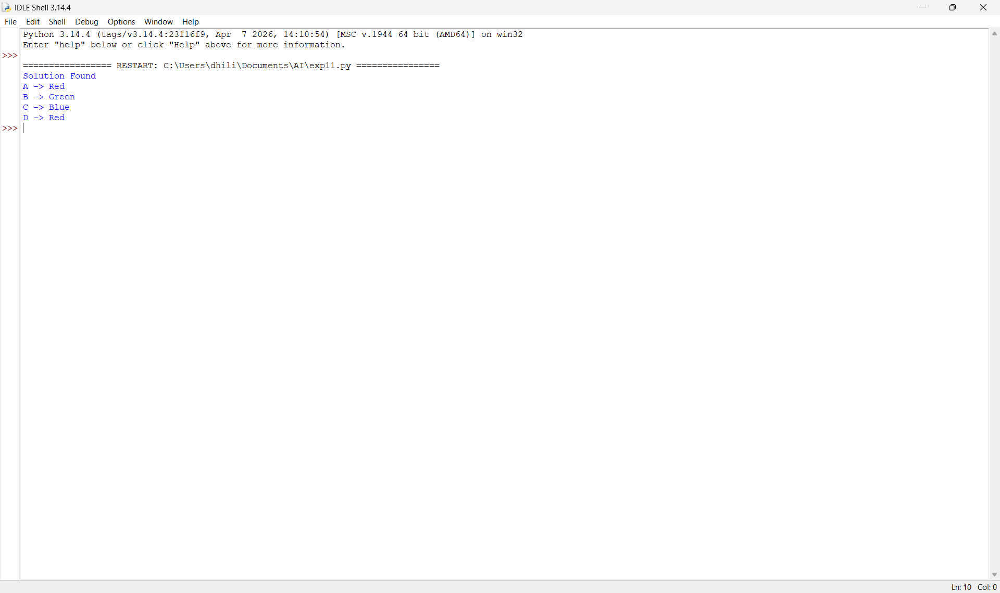 IDLE Shell 3.14.4
File Edit Shell Debug Options Window Help
Python 3.14.4 (tags/v3.14.4:23116f9, Apr  7 2026, 14:10:54) [MSC v.1944 64 bit (AMD64)] on win32
Enter "help" below or click "Help" above for more information.
>>>
================= RESTART: C:\Users\dhili\Documents\AI\exp11.py ================
Solution Found
A -> Red
B -> Green
C -> Blue
D -> Red
>>>
Ln: 10 Col: 0